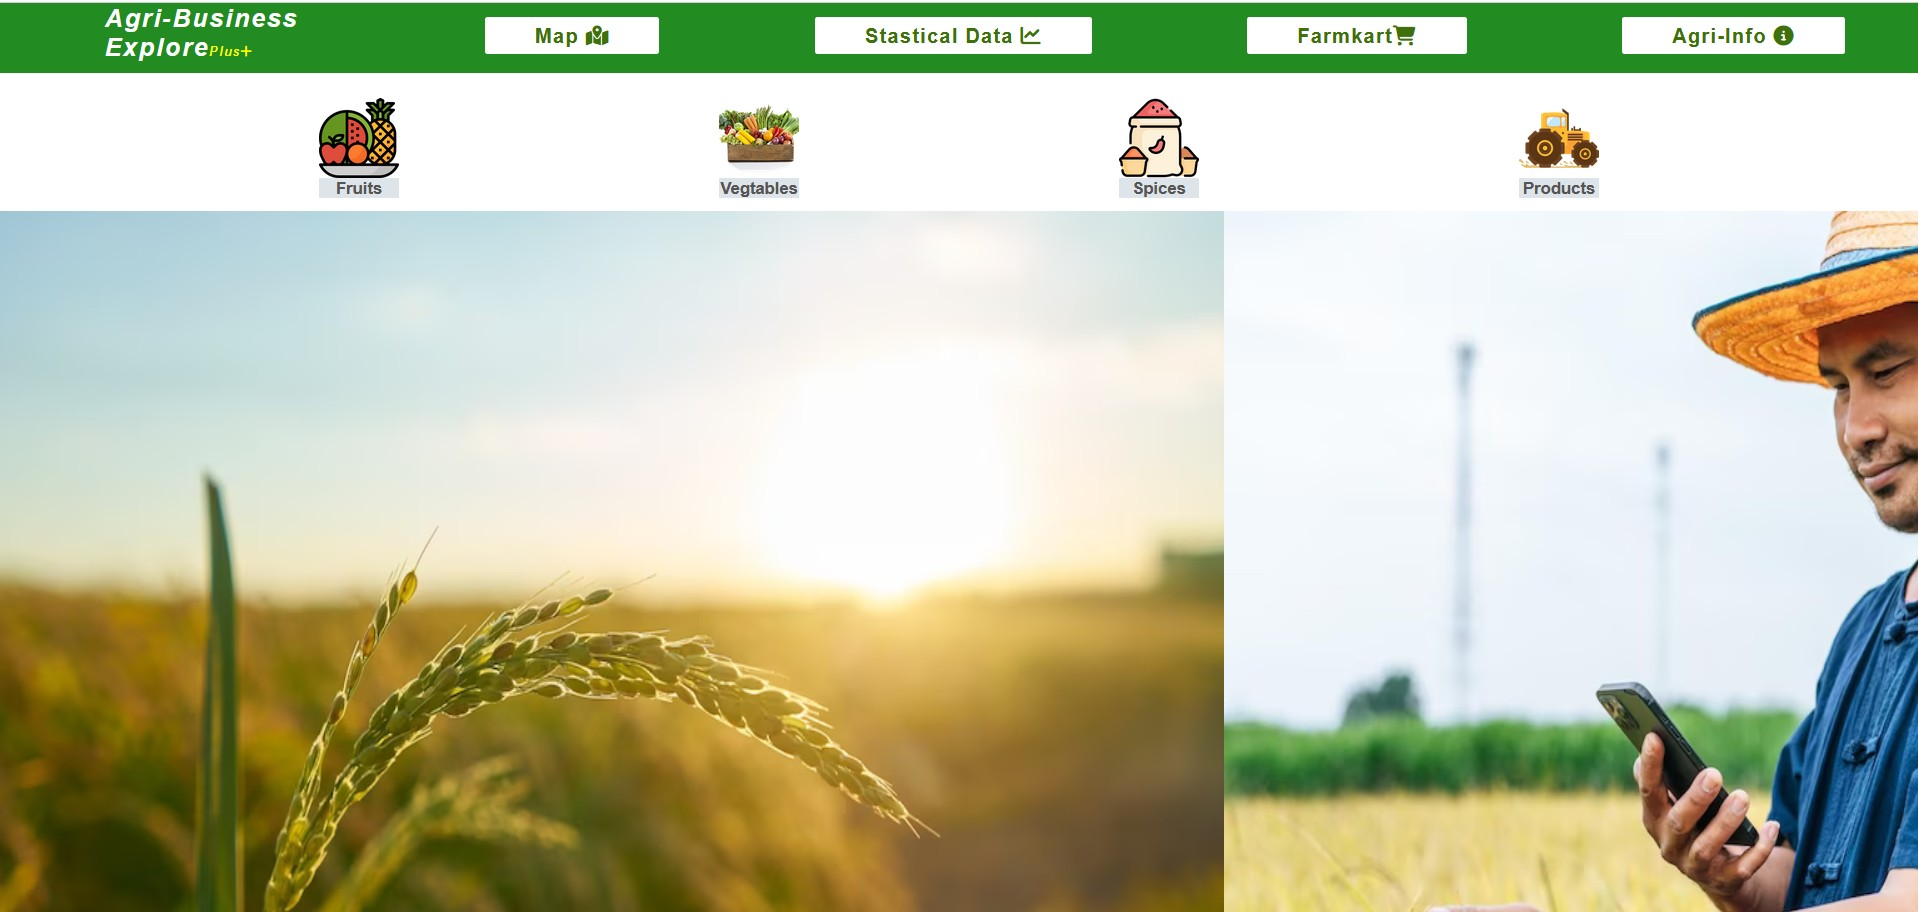 Agri-Business
ExplorePlus+
Map
Stastical Data
Farmkart
Agri-Info
Fruits
Vegtables
Spices
Products